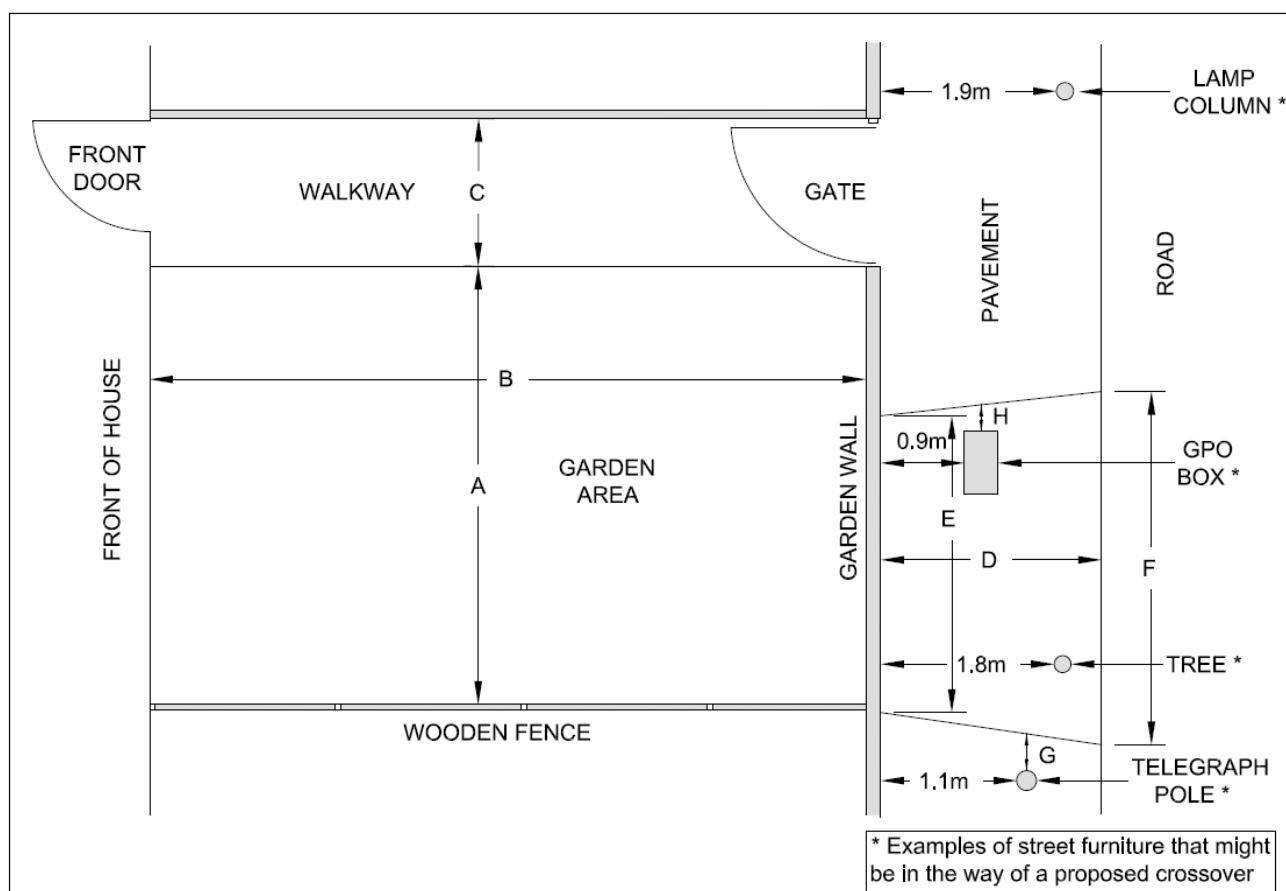 LAMP
COLUMN *
1.9m
FRONT
DOOR
WALKWAY
C
GATE
PAVEMENT
ROAD
FRONT OF HOUSE
B
A
GARDEN
AREA
GARDEN WALL
H
0.9m
GPO
BOX *
E
D
F
1.8m
TREE *
WOODEN FENCE
G
1.1m
TELEGRAPH
POLE *
* Examples of street furniture that might
be in the way of a proposed crossover